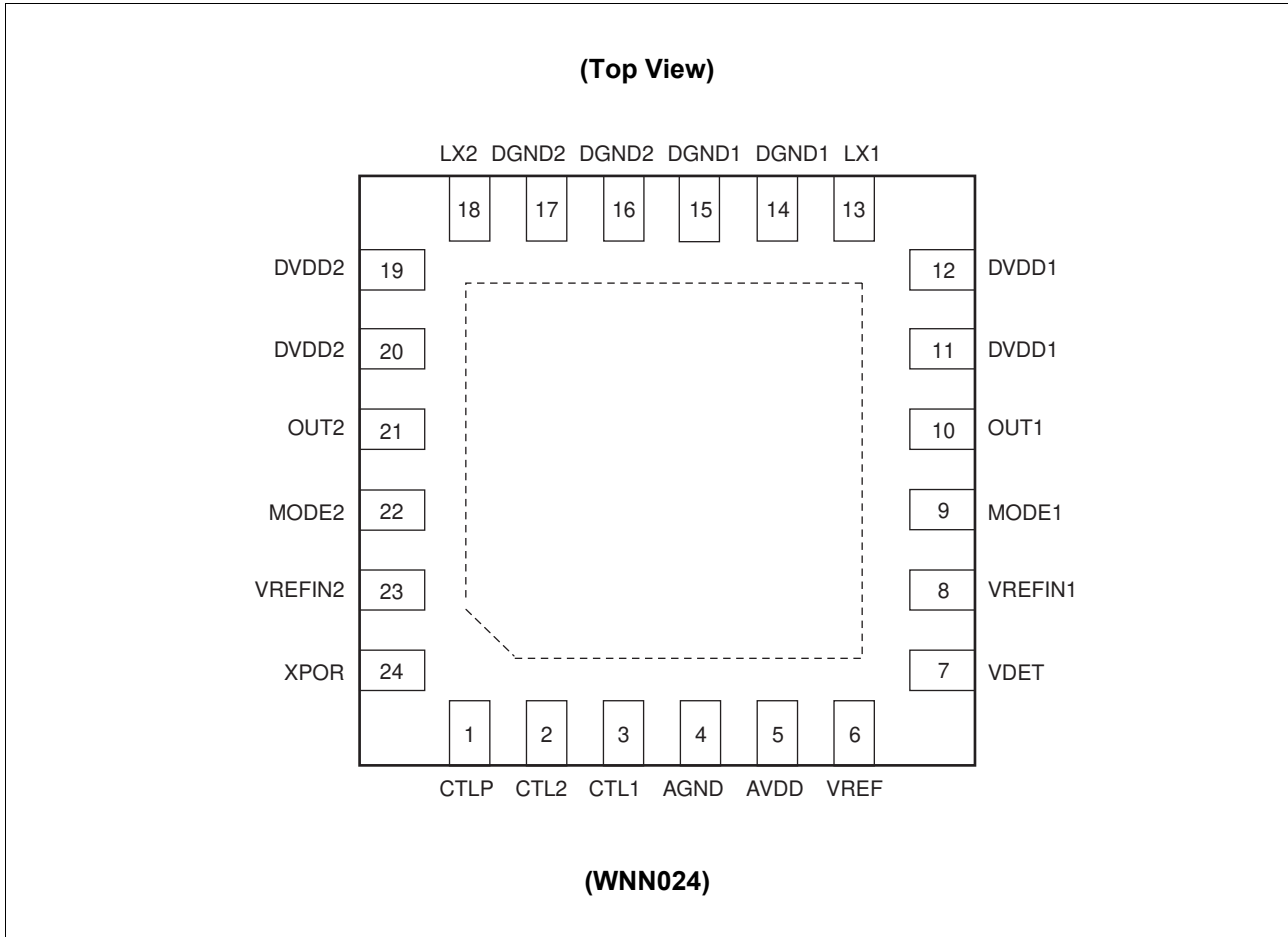 (Top View)
LX2 DGND2 DGND2 DGND1 DGND1 LX1
18 17 16 15 14 13
DVDD2 19 12 DVDD1
DVDD2 20 11 DVDD1
OUT2 21 10 OUT1
MODE2 22 9 MODE1
VREFIN2 23 8 VREFIN1
XPOR 24 7 VDET
1 2 3 4 5 6
CTLP CTL2 CTL1 AGND AVDD VREF
(WNN024)